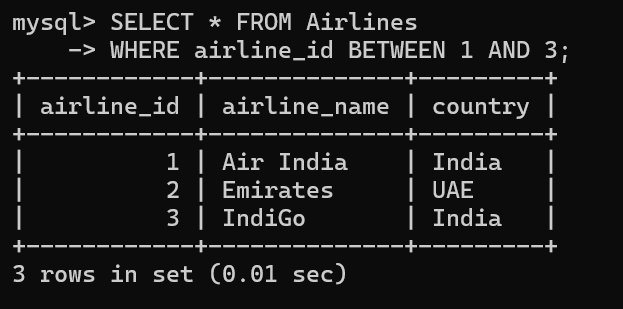 mysql> SELECT * FROM Airlines
    -> WHERE airline_id BETWEEN 1 AND 3;
+------------+--------------+---------+
| airline_id | airline_name | country |
+------------+--------------+---------+
|          1 | Air India    | India   |
|          2 | Emirates     | UAE     |
|          3 | IndiGo       | India   |
+------------+--------------+---------+
3 rows in set (0.01 sec)